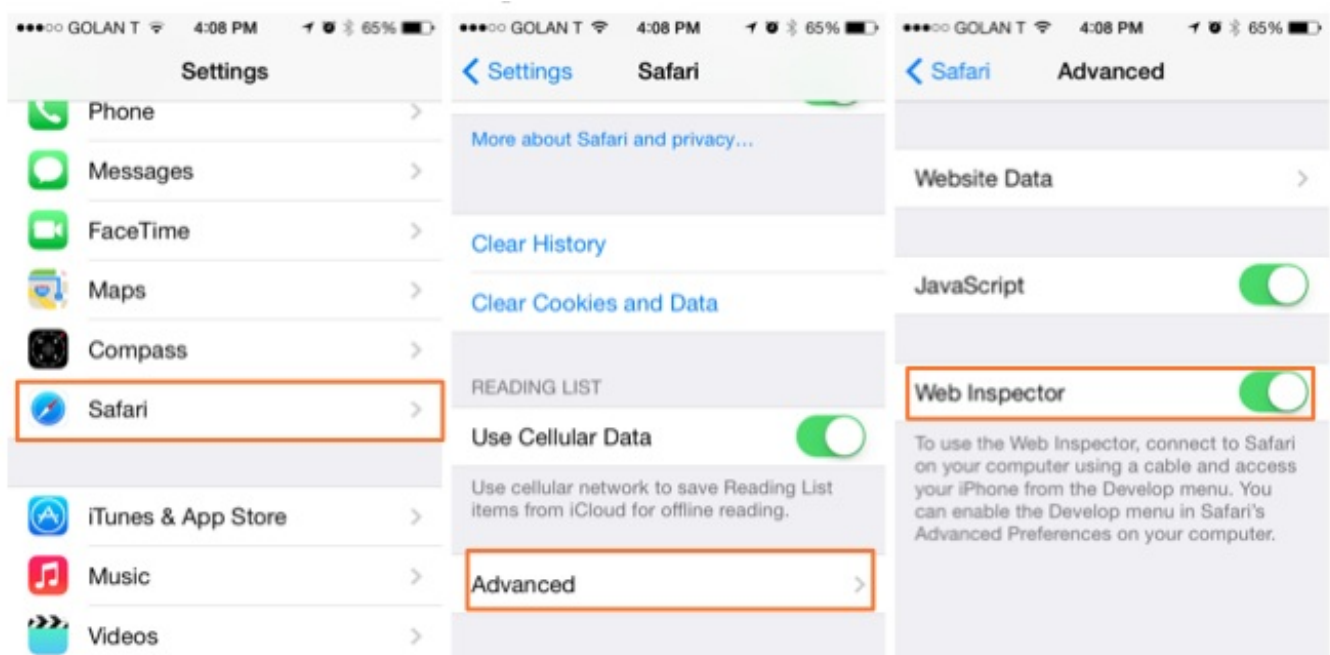 GOLAN T 4:08 PM 65%
Settings
Phone
Messages
FaceTime
Maps
Compass
Safari
iTunes & App Store
Music
Videos
GOLAN T 4:08 PM 65%
Settings Safari
More about Safari and privacy...
Clear History
Clear Cookies and Data
READING LIST
Use Cellular Data
Use cellular network to save Reading List
items from iCloud for offline reading.
Advanced
GOLAN T 4:08 PM 65%
Safari Advanced
Website Data
JavaScript
Web Inspector
To use the Web Inspector, connect to Safari
on your computer using a cable and access
your iPhone from the Develop menu. You
can enable the Develop menu in Safari's
Advanced Preferences on your computer.